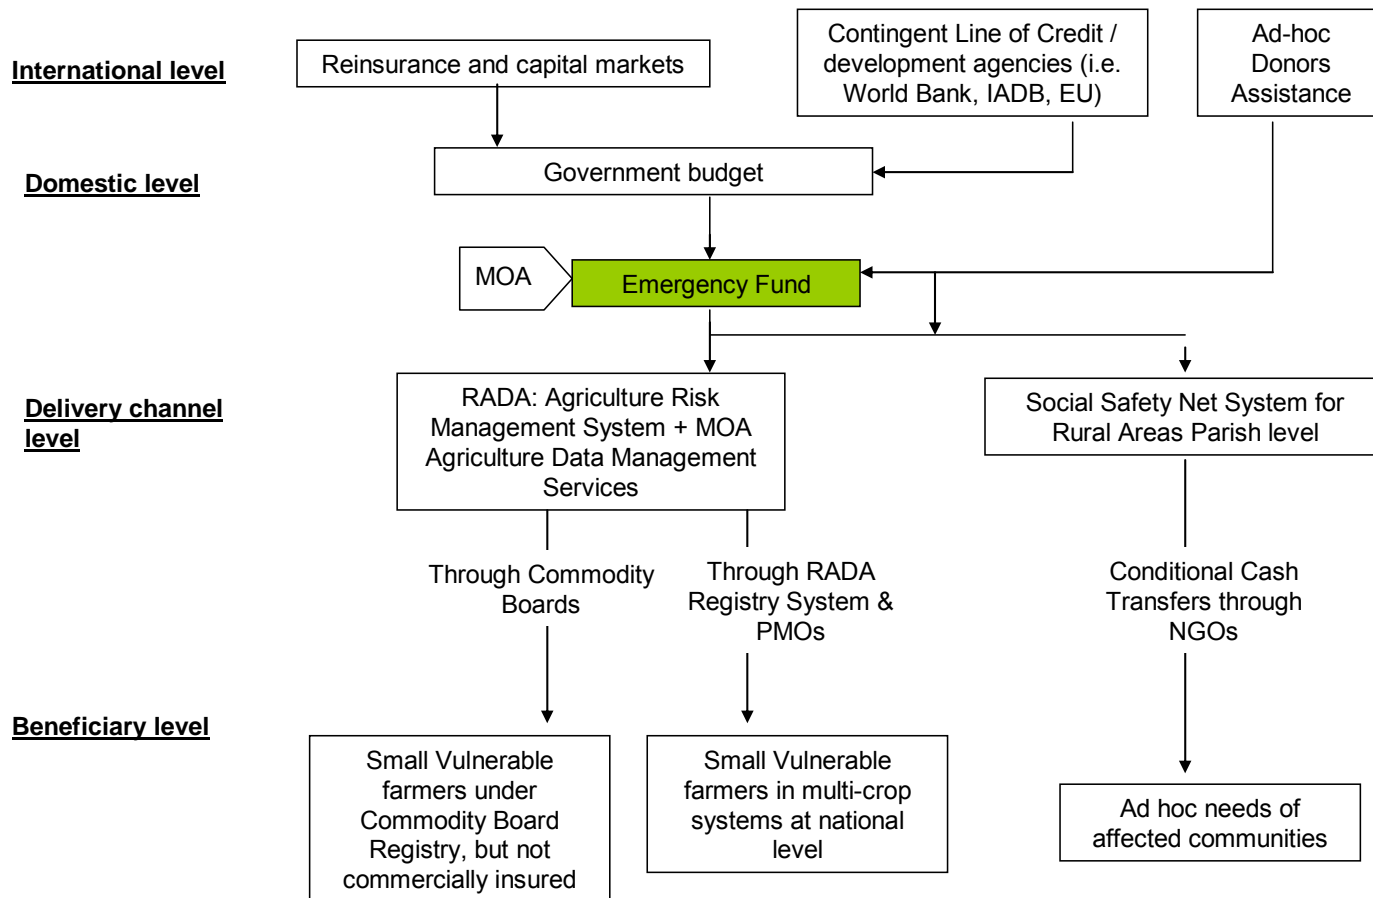 International level
Reinsurance and capital markets
Contingent Line of Credit /
development agencies (i.e.
World Bank, IADB, EU)
Ad-hoc
Donors
Assistance
Domestic level
Government budget
MOA
Emergency Fund
Delivery channel
level
RADA: Agriculture Risk
Management System + MOA
Agriculture Data Management
Services
Social Safety Net System for
Rural Areas Parish level
Through Commodity
Boards
Through RADA
Registry System &
PMOs
Conditional Cash
Transfers through
NGOs
Beneficiary level
Small Vulnerable
farmers under
Commodity Board
Registry, but not
commercially insured
Small Vulnerable
farmers in multi-crop
systems at national
level
Ad hoc needs of
affected communities